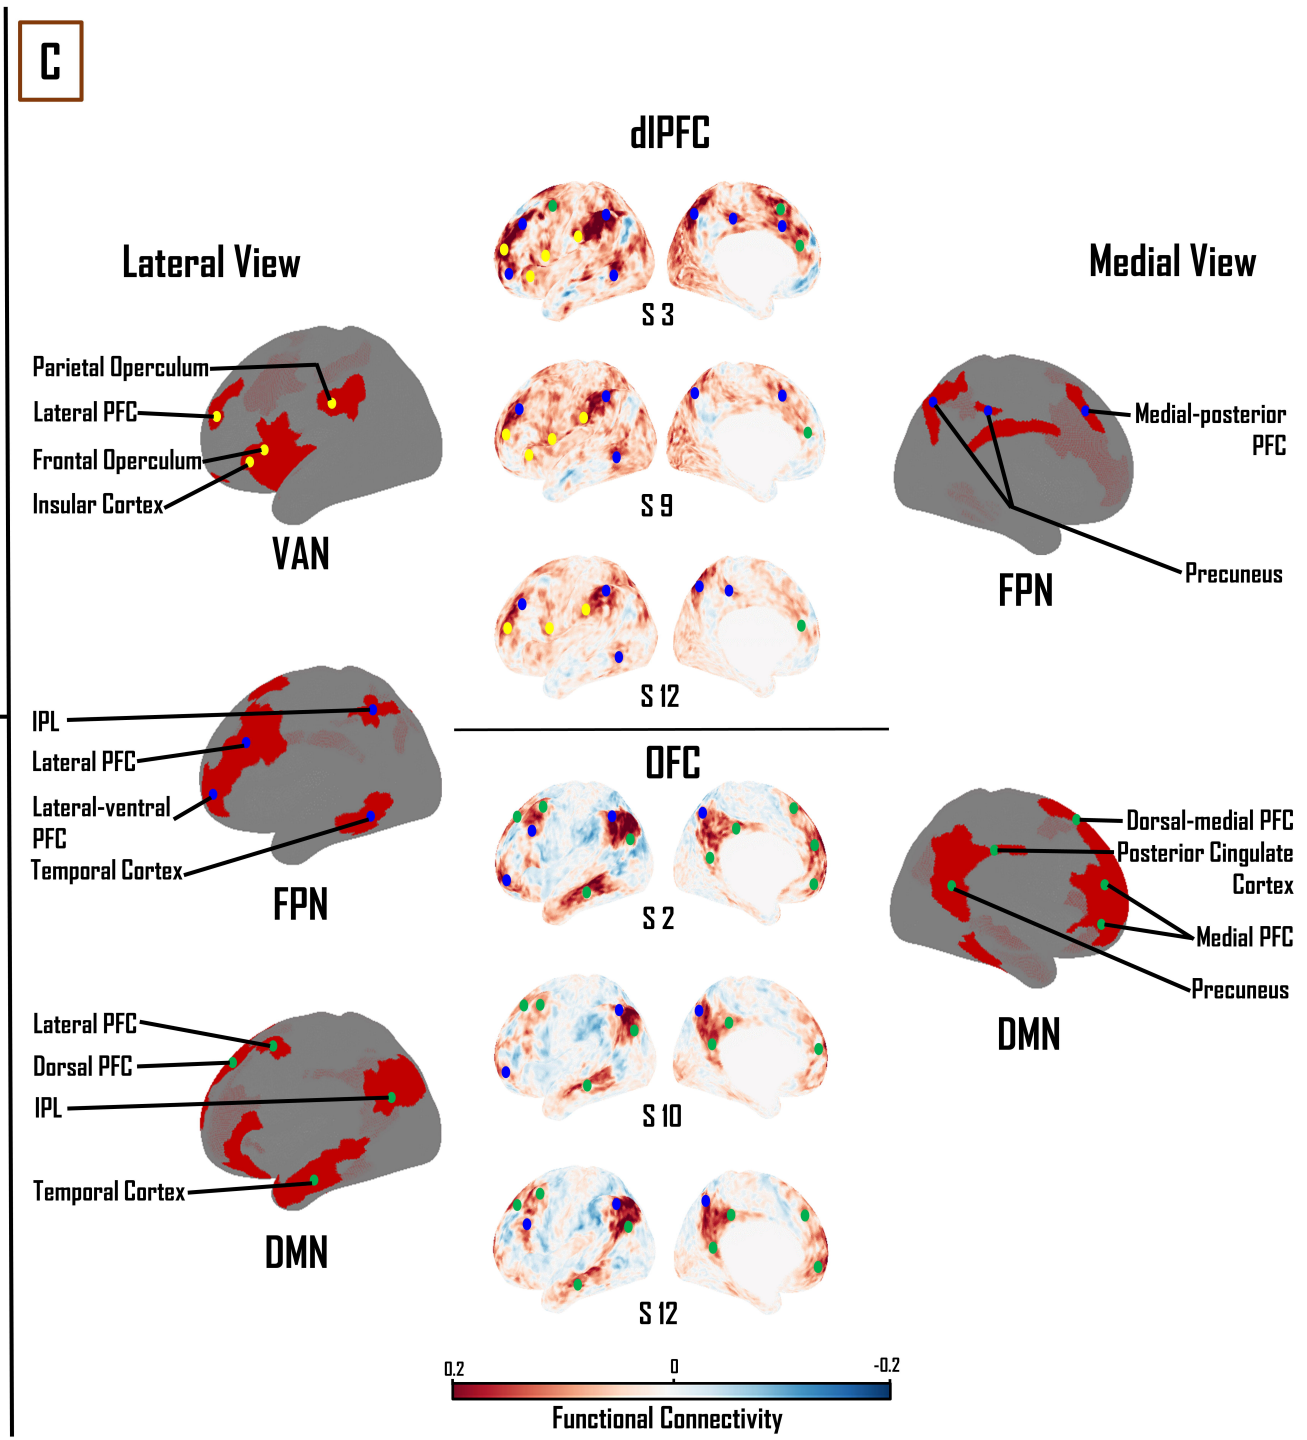 C
dlPFC
Lateral View
Medial View
S 3
Parietal Operculum
Lateral PFC
Frontal Operculum
Insular Cortex
VAN
S 9
Medial-posterior
PFC
Precuneus
FPN
S 12
IPL
Lateral PFC
Lateral-ventral
PFC
Temporal Cortex
FPN
OFC
S 2
Dorsal-medial PFC
Posterior Cingulate
Cortex
Medial PFC
Precuneus
DMN
Lateral PFC
Dorsal PFC
IPL
Temporal Cortex
DMN
S 10
S 12
0.2 0 -0.2
Functional Connectivity